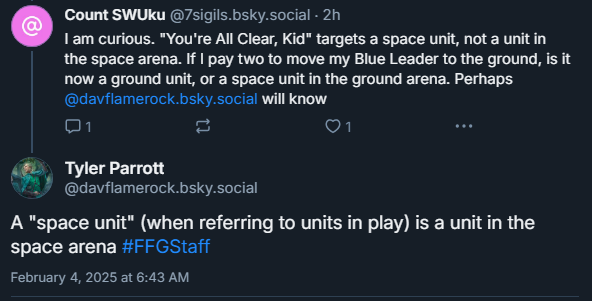 Count SWUku @7sigils.bsky.social · 2h
I am curious. "You're All Clear, Kid" targets a space unit, not a unit in
the space arena. If I pay two to move my Blue Leader to the ground, is it
now a ground unit, or a space unit in the ground arena. Perhaps
@davflamerock.bsky.social will know
1
1
Tyler Parrott
@davflamerock.bsky.social
A "space unit" (when referring to units in play) is a unit in the
space arena #FFGStaff
February 4, 2025 at 6:43 AM